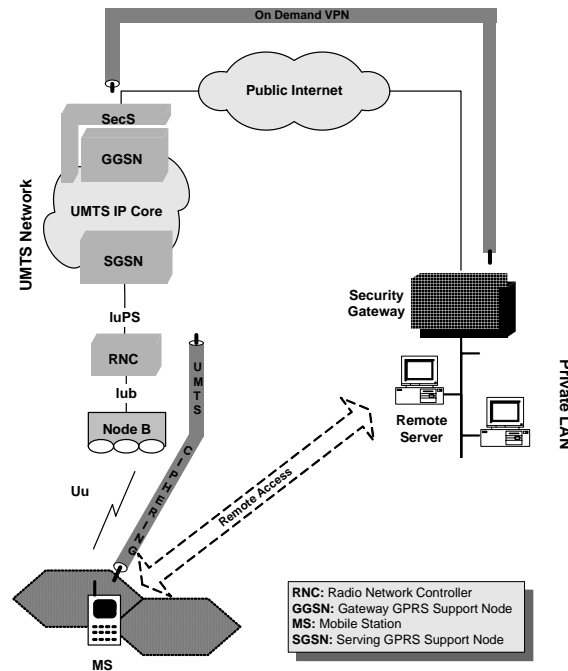 On Demand VPN
Public Internet
SecS
GGSN
UMTS Network
UMTS IP Core
SGSN
Security
Gateway
IuPS
RNC
UMTS CIPHERING
Iub
Node B
Remote
Server
Private LAN
Uu
Remote Access
MS
RNC: Radio Network Controller
GGSN: Gateway GPRS Support Node
MS: Mobile Station
SGSN: Serving GPRS Support Node